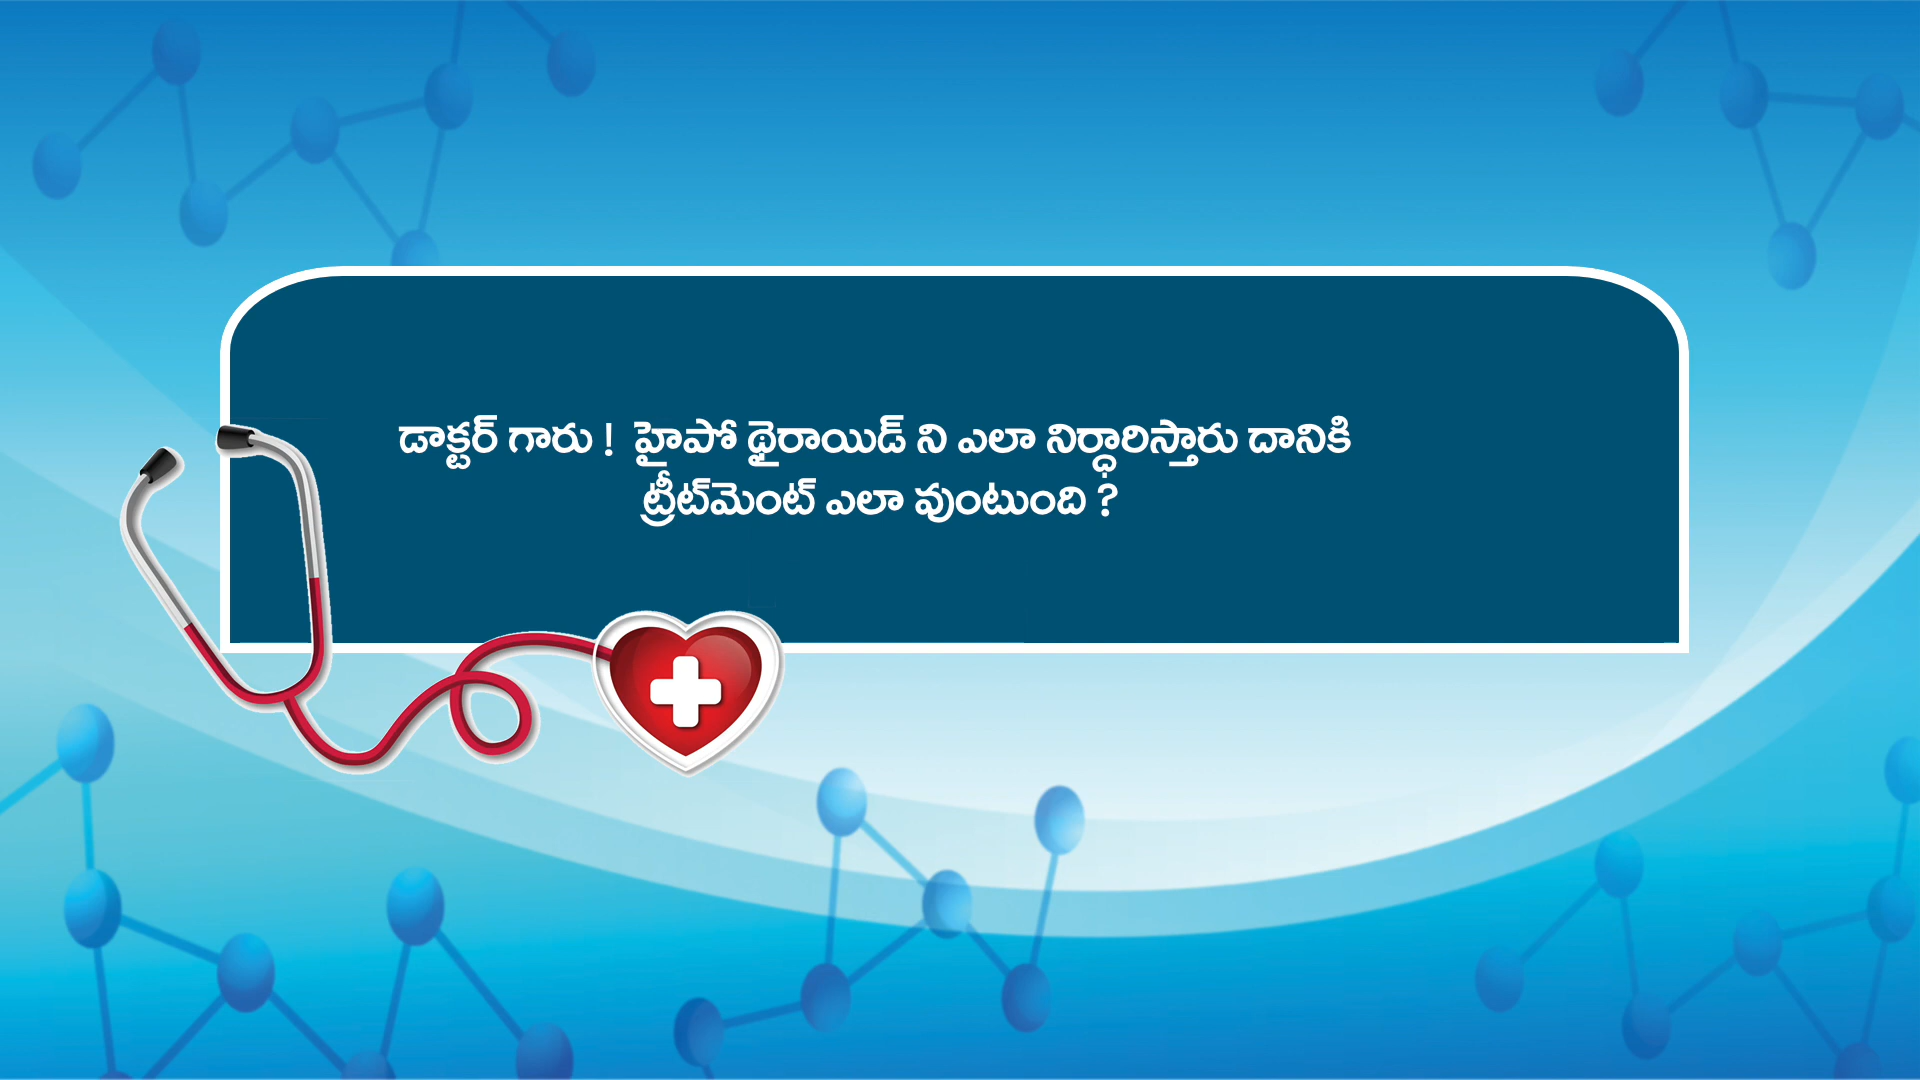 డాక్టర్ గారు ! హైపో థైరాయిడ్ ని ఎలా నిర్ధారిస్తారు దానికి
ట్రీట్‌మెంట్ ఎలా వుంటుంది ?